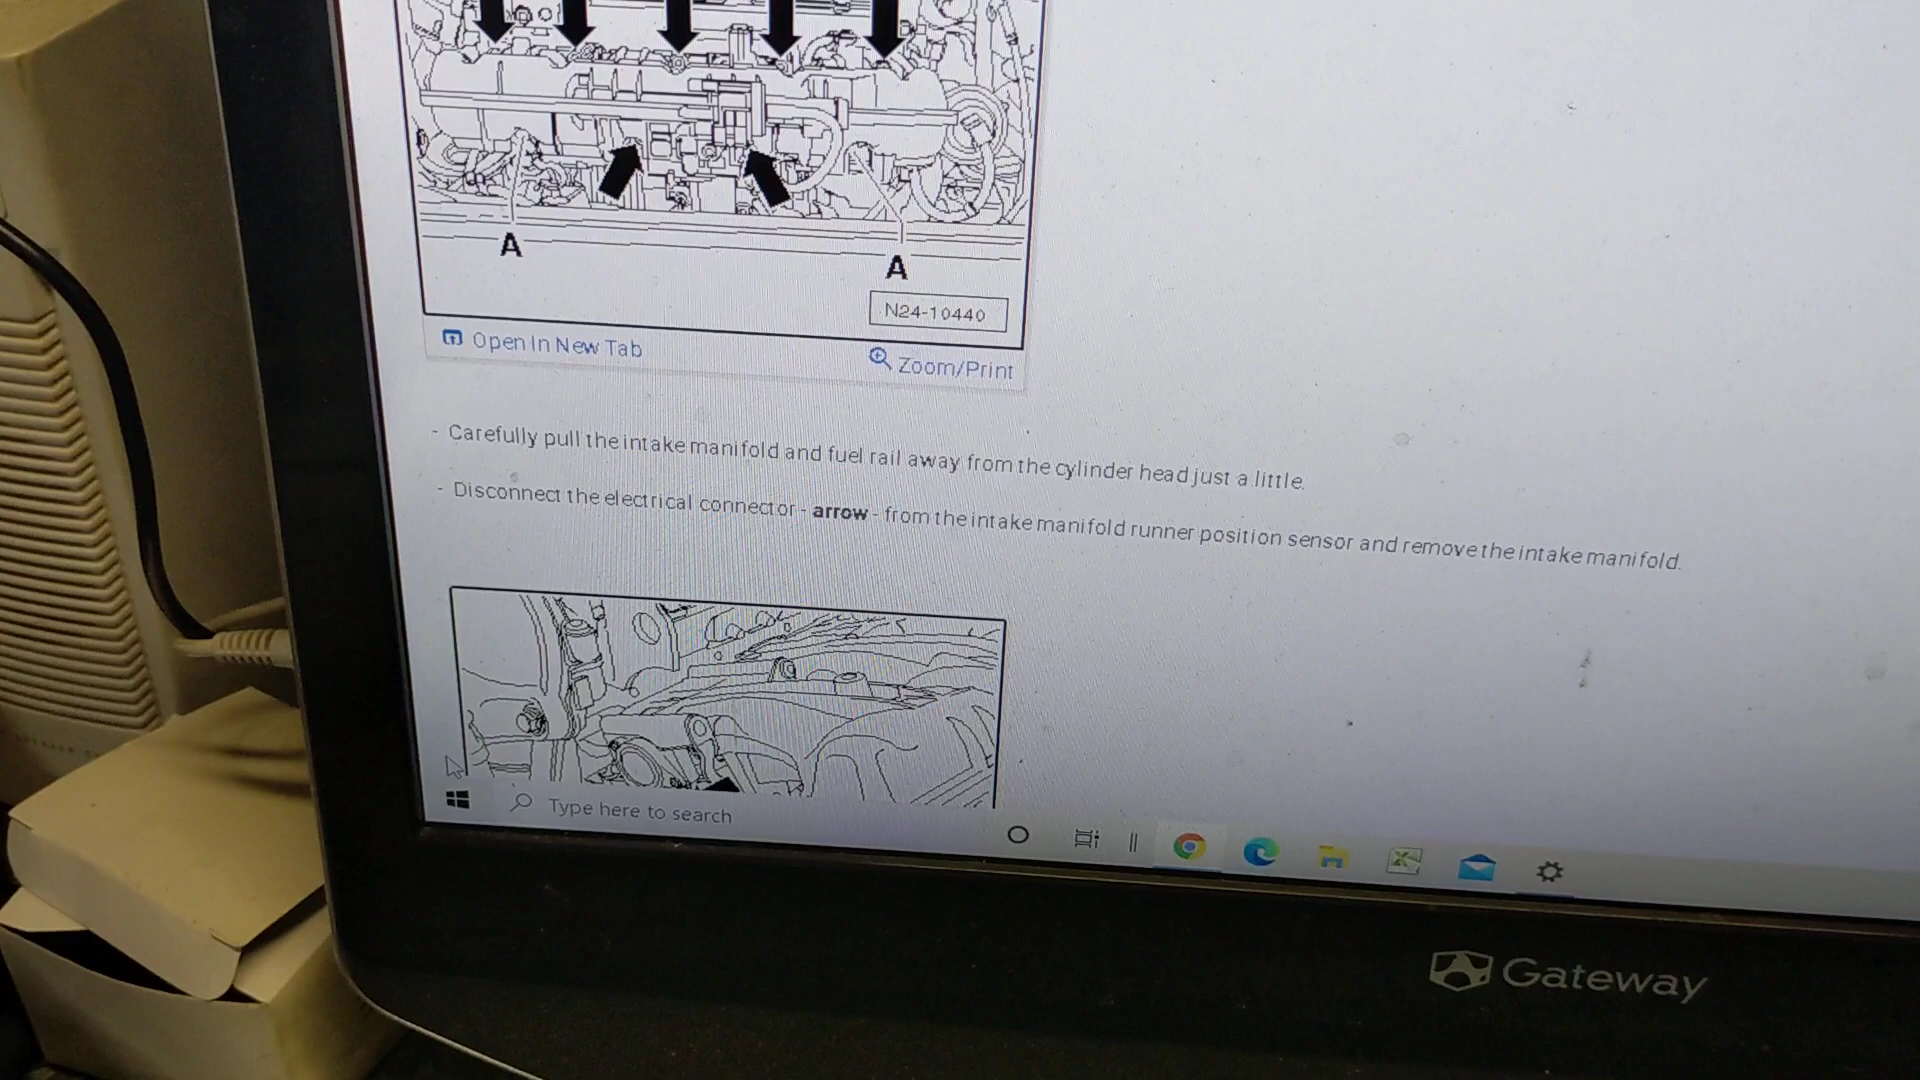 A
A
N24-10440
Open In New Tab
Zoom/Print
- Carefully pull the intake manifold and fuel rail away from the cylinder head just a little.
- Disconnect the electrical connector - arrow - from the intake manifold runner position sensor and remove the intake manifold.
Type here to search
Gateway